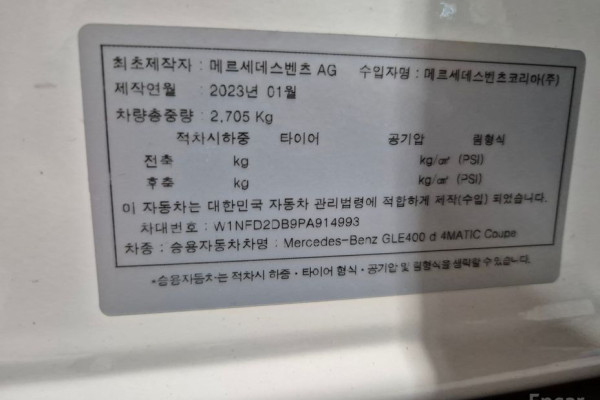 최초제작자 : 메르세데스벤츠 AG 수입자명 : 메르세데스벤츠코리아(주)
제작연월 : 2023년 01월
차량총중량 : 2,705 Kg
적차시하중 타이어 공기압 림형식
전축 kg kg/㎠ (PSI)
후축 kg kg/㎠ (PSI)
이 자동차는 대한민국 자동차 관리법령에 적합하게 제작(수입) 되었습니다.
차대번호 : W1NFD2DB9PA914993
차종 : 승용자동차차명 : Mercedes-Benz GLE400 d 4MATIC Coupe
*승용자동차는 적차시 하중・타이어 형식・공기압 및 림형식을 생략할 수 있습니다.
Encar